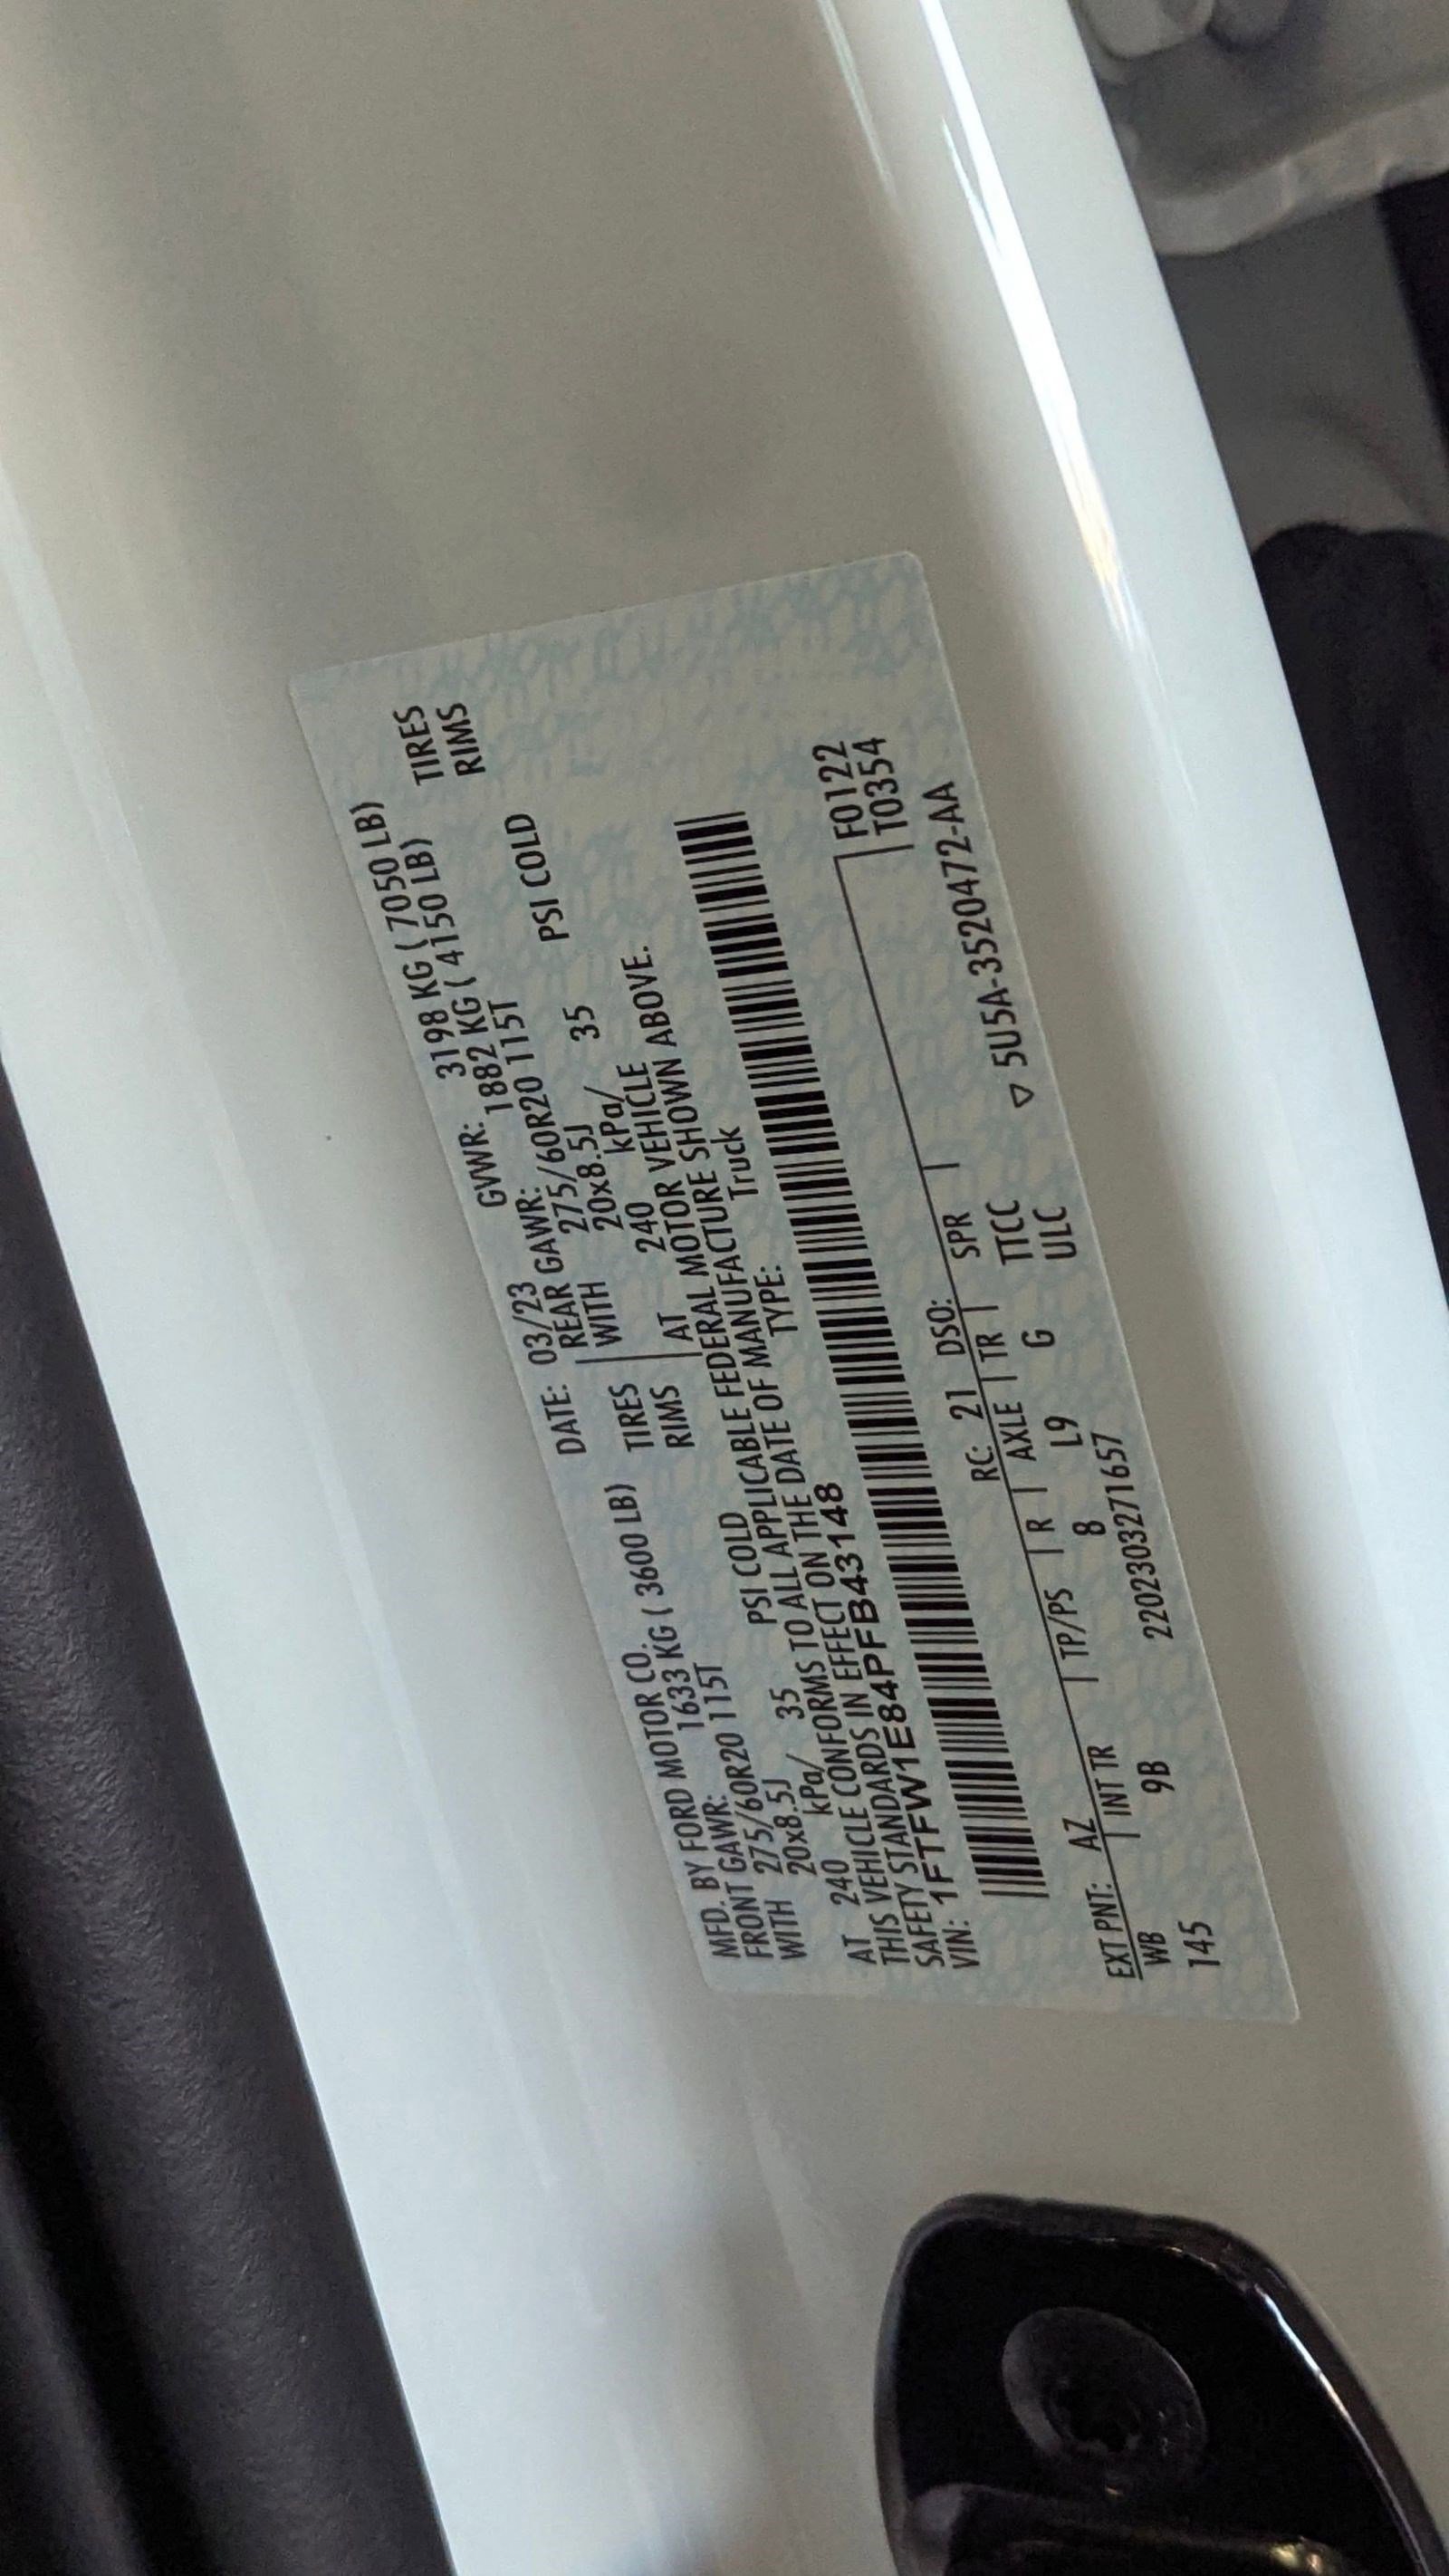 MFD. BY FORD MOTOR CO.
DATE: 03/23 GVWR: 3198 KG ( 7050 LB)
FRONT GAWR: 1633 KG ( 3600 LB) REAR GAWR: 1882 KG ( 4150 LB)
WITH 275/60R20 115T TIRES WITH 275/60R20 115T TIRES
20x8.5J RIMS 20x8.5J RIMS
AT 240 kPa/ 35 PSI COLD AT 240 kPa/ 35 PSI COLD
THIS VEHICLE CONFORMS TO ALL APPLICABLE FEDERAL MOTOR VEHICLE
SAFETY STANDARDS IN EFFECT ON THE DATE OF MANUFACTURE SHOWN ABOVE.
VIN: 1FTFW1E84PFB43148 TYPE: Truck
F0122
T0354
EXT PNT: AZ RC: 21 DSO:
WB INT TR TP/PS R AXLE TR SPR
145 9B 8 L9 G TTCC
ULC
2202303271657
▽ 5U5A-3520472-AA